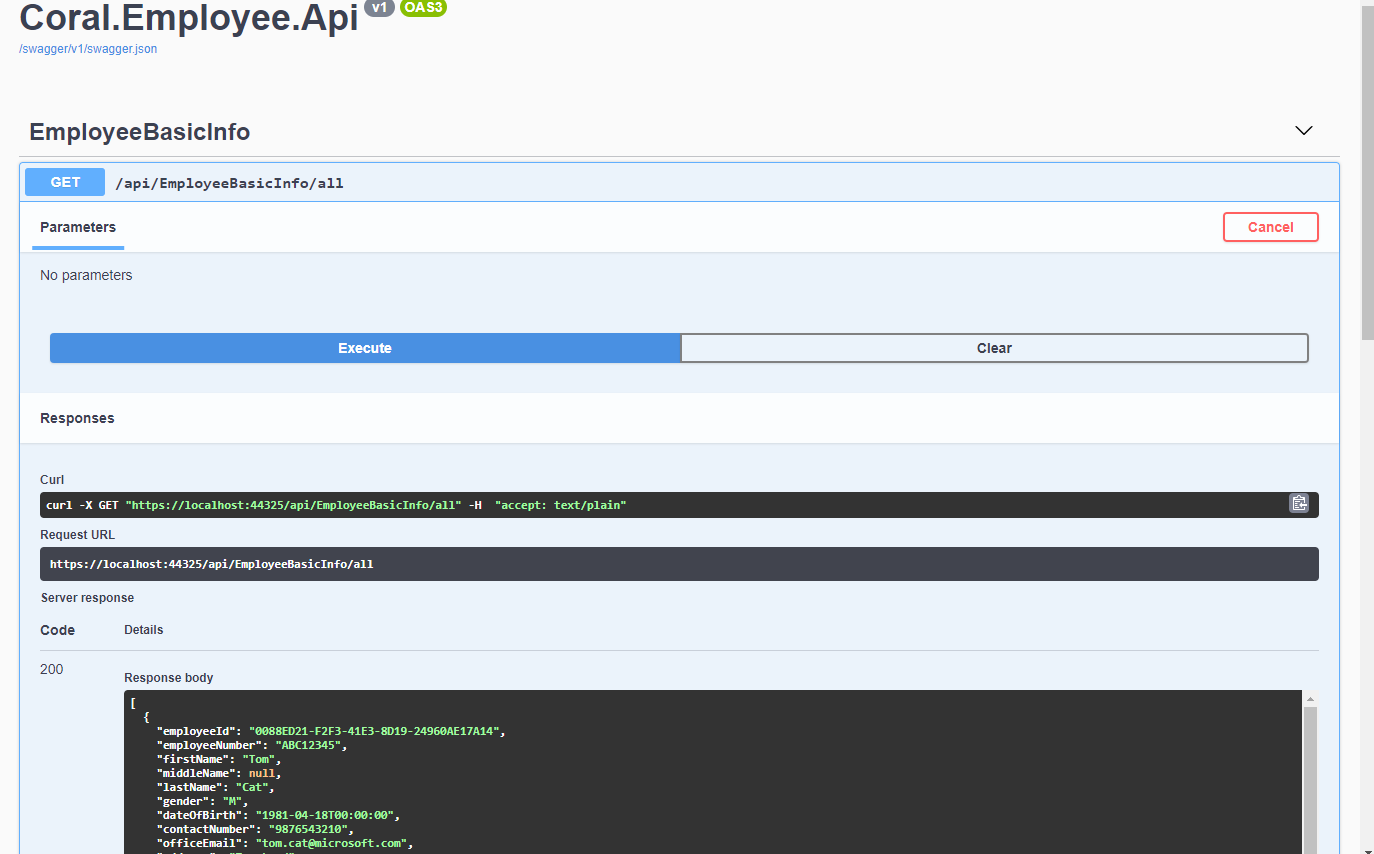 Coral.Employee.Api v1 OAS3
/swagger/v1/swagger.json
EmployeeBasicInfo
GET /api/EmployeeBasicInfo/all
Parameters Cancel
No parameters
Execute Clear
Responses
Curl
curl -X GET "https://localhost:44325/api/EmployeeBasicInfo/all" -H  "accept: text/plain"
Request URL
https://localhost:44325/api/EmployeeBasicInfo/all
Server response
Code Details
200
Response body
[
{
"employeeId": "0088ED21-F2F3-41E3-8D19-24960AE17A14",
"employeeNumber": "ABC12345",
"firstName": "Tom",
"middleName": null,
"lastName": "Cat",
"gender": "M",
"dateOfBirth": "1981-04-18T00:00:00",
"contactNumber": "9876543210",
"officeEmail": "tom.cat@microsoft.com",